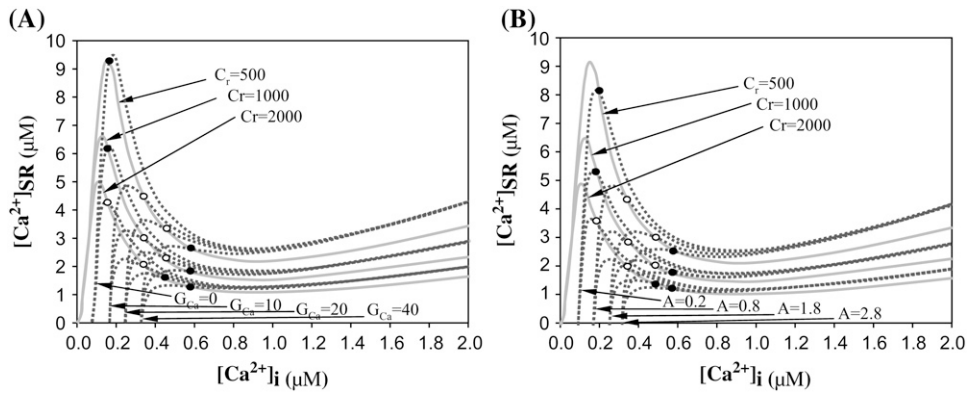 (A)
[Ca²⁺]SR (µM)
10
9
8
7
6
5
4
3
2
1
0
Cr=500
Cr=1000
Cr=2000
GCa=0
GCa=10
GCa=20
GCa=40
0.0 0.2 0.4 0.6 0.8 1.0 1.2 1.4 1.6 1.8 2.0
[Ca²⁺]i (µM)
(B)
[Ca²⁺]SR (µM)
10
9
8
7
6
5
4
3
2
1
0
Cr=500
Cr=1000
Cr=2000
A=0.2
A=0.8
A=1.8
A=2.8
0.0 0.2 0.4 0.6 0.8 1.0 1.2 1.4 1.6 1.8 2.0
[Ca²⁺]i (µM)